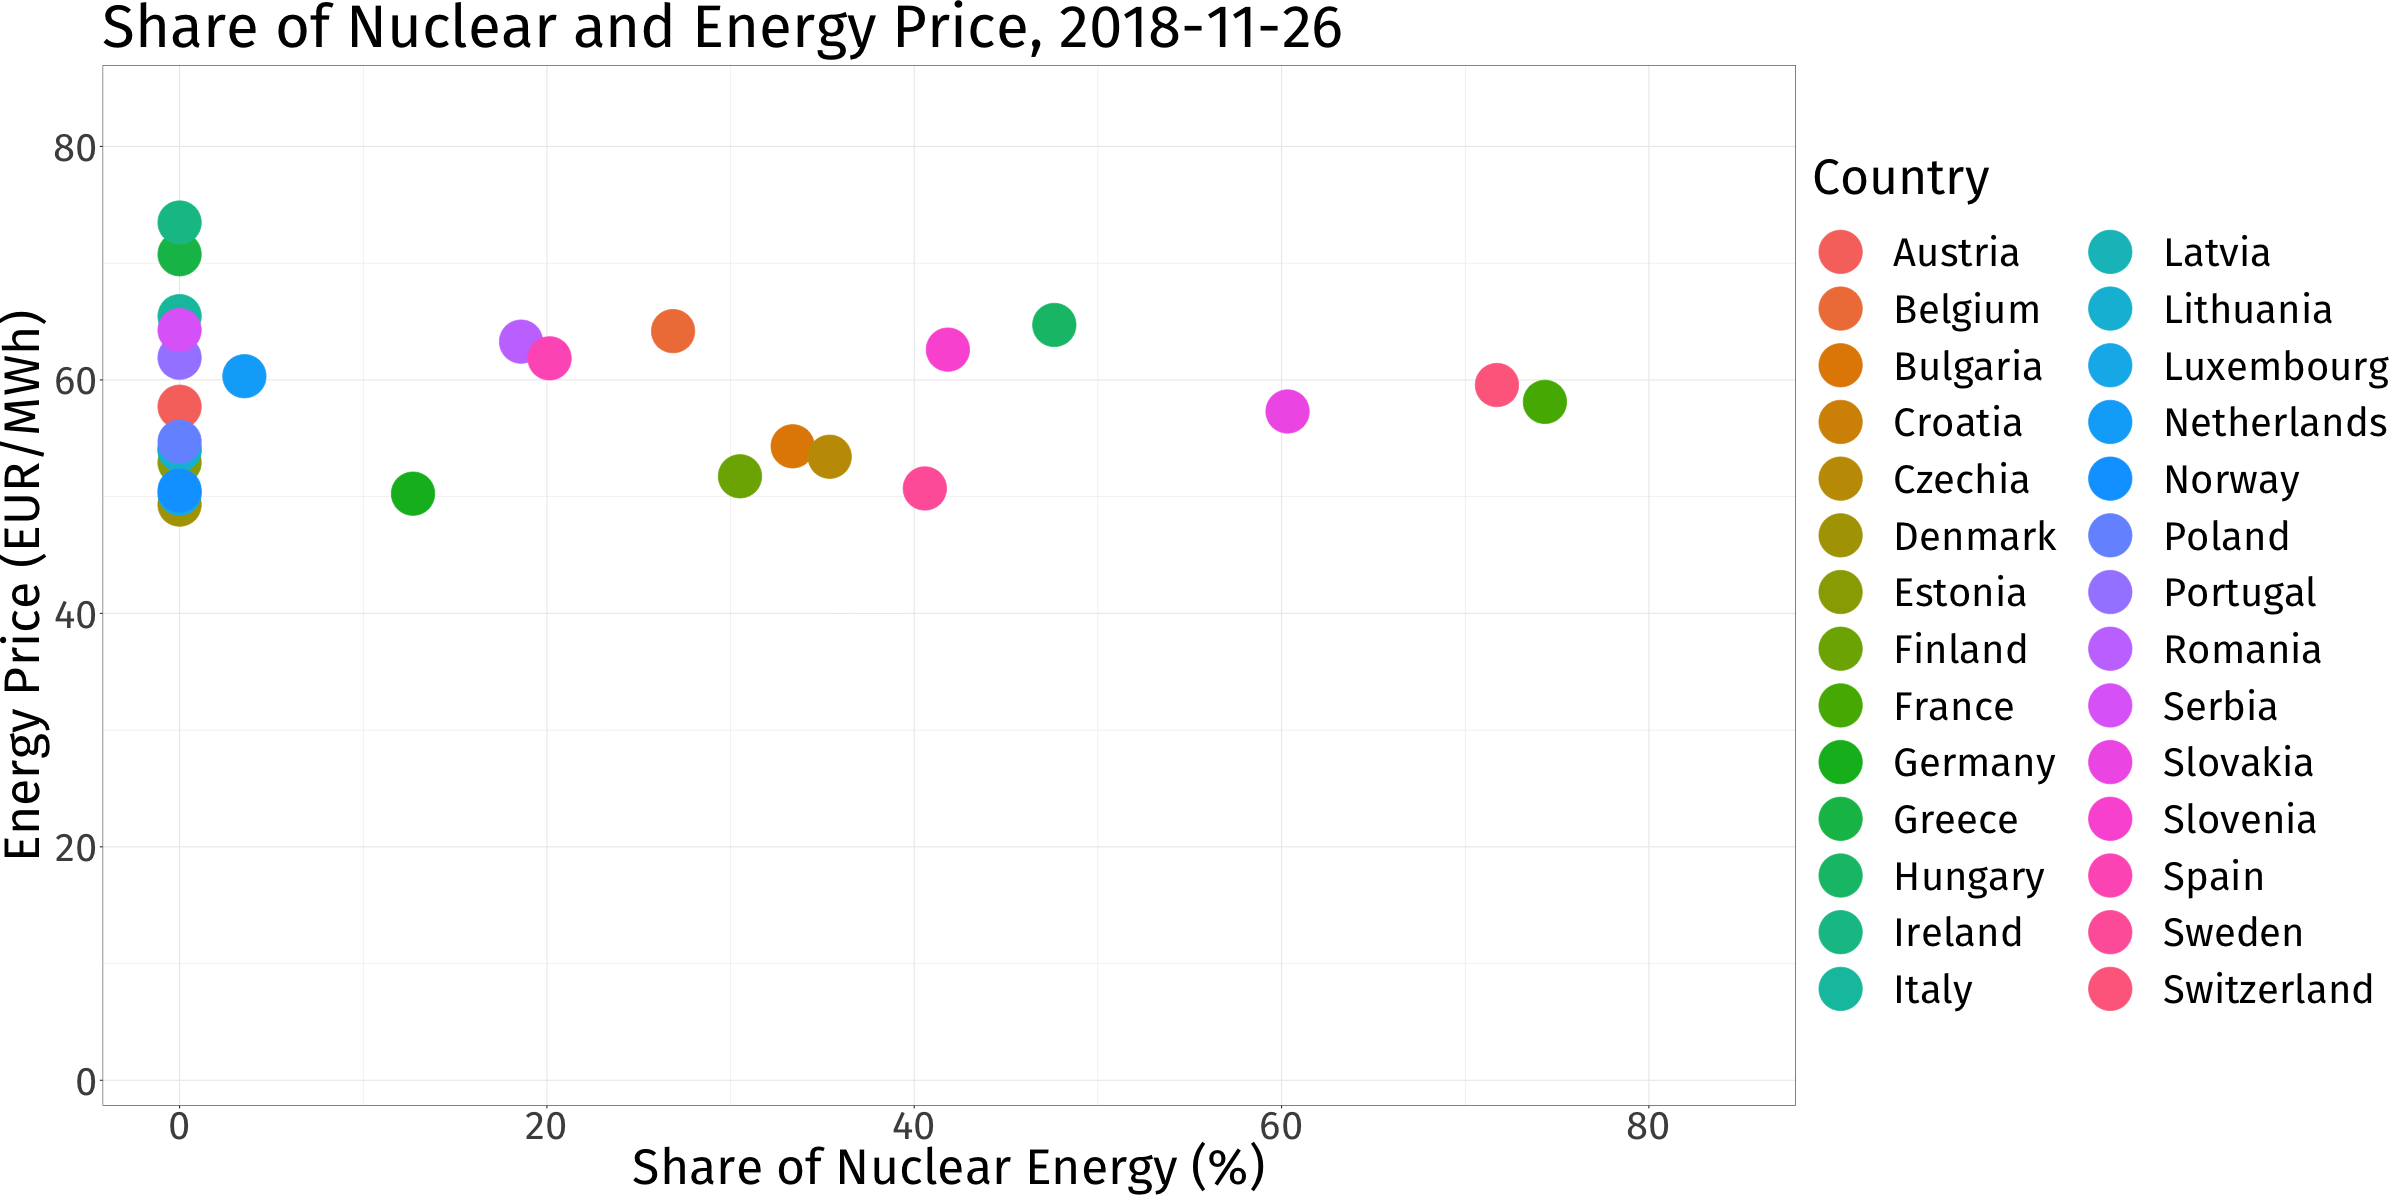 Share of Nuclear and Energy Price, 2018-11-26
Energy Price (EUR/MWh)
80
60
40
20
0
0 20 40 60 80
Share of Nuclear Energy (%)
Country
Austria
Belgium
Bulgaria
Croatia
Czechia
Denmark
Estonia
Finland
France
Germany
Greece
Hungary
Ireland
Italy
Latvia
Lithuania
Luxembourg
Netherlands
Norway
Poland
Portugal
Romania
Serbia
Slovakia
Slovenia
Spain
Sweden
Switzerland